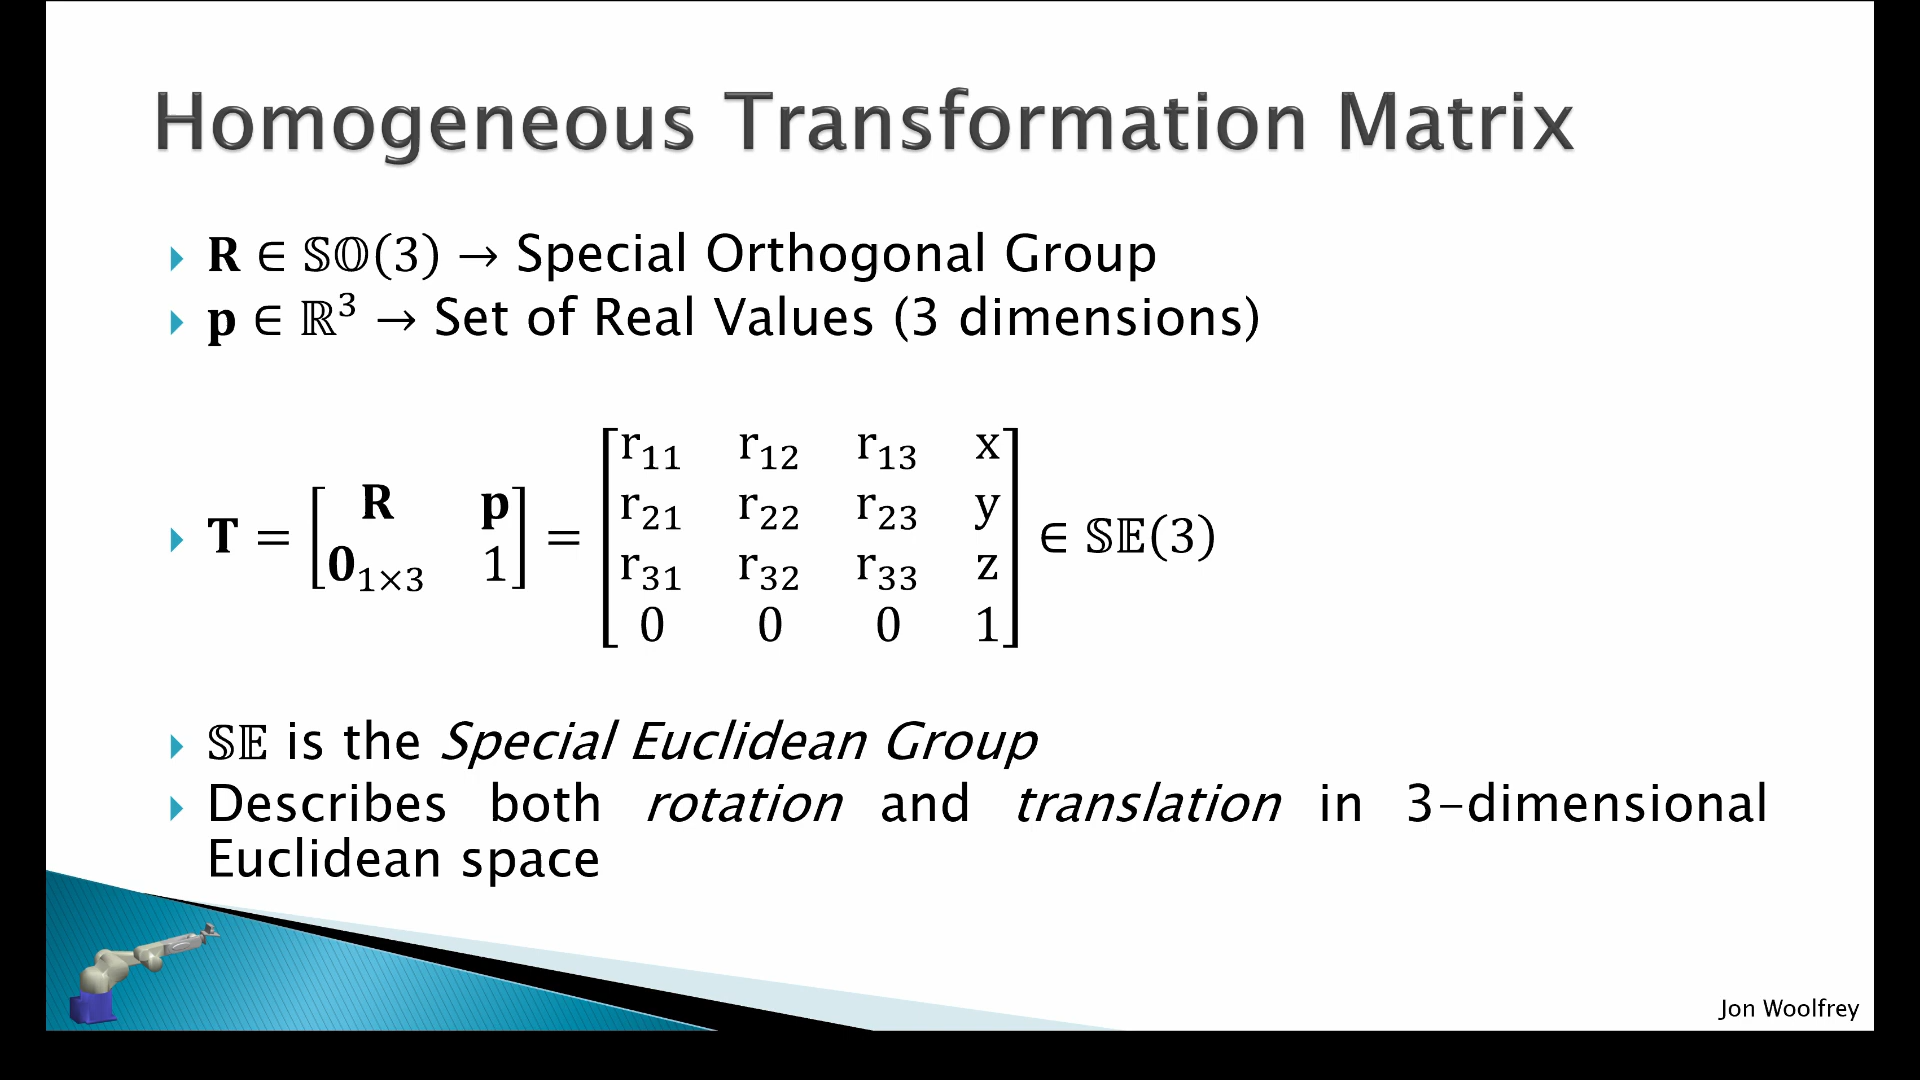 Homogeneous Transformation Matrix
𝐑 ∈ 𝕊𝕆(3) → Special Orthogonal Group
𝐩 ∈ ℝ³ → Set of Real Values (3 dimensions)
𝐓 = [𝐑 𝐩; 𝟎₁ₓ₃ 1] = [r₁₁ r₁₂ r₁₃ x; r₂₁ r₂₂ r₂₃ y; r₃₁ r₃₂ r₃₃ z; 0 0 0 1] ∈ 𝕊𝔼(3)
𝕊𝔼 is the Special Euclidean Group
Describes both rotation and translation in 3-dimensional
Euclidean space
Jon Woolfrey